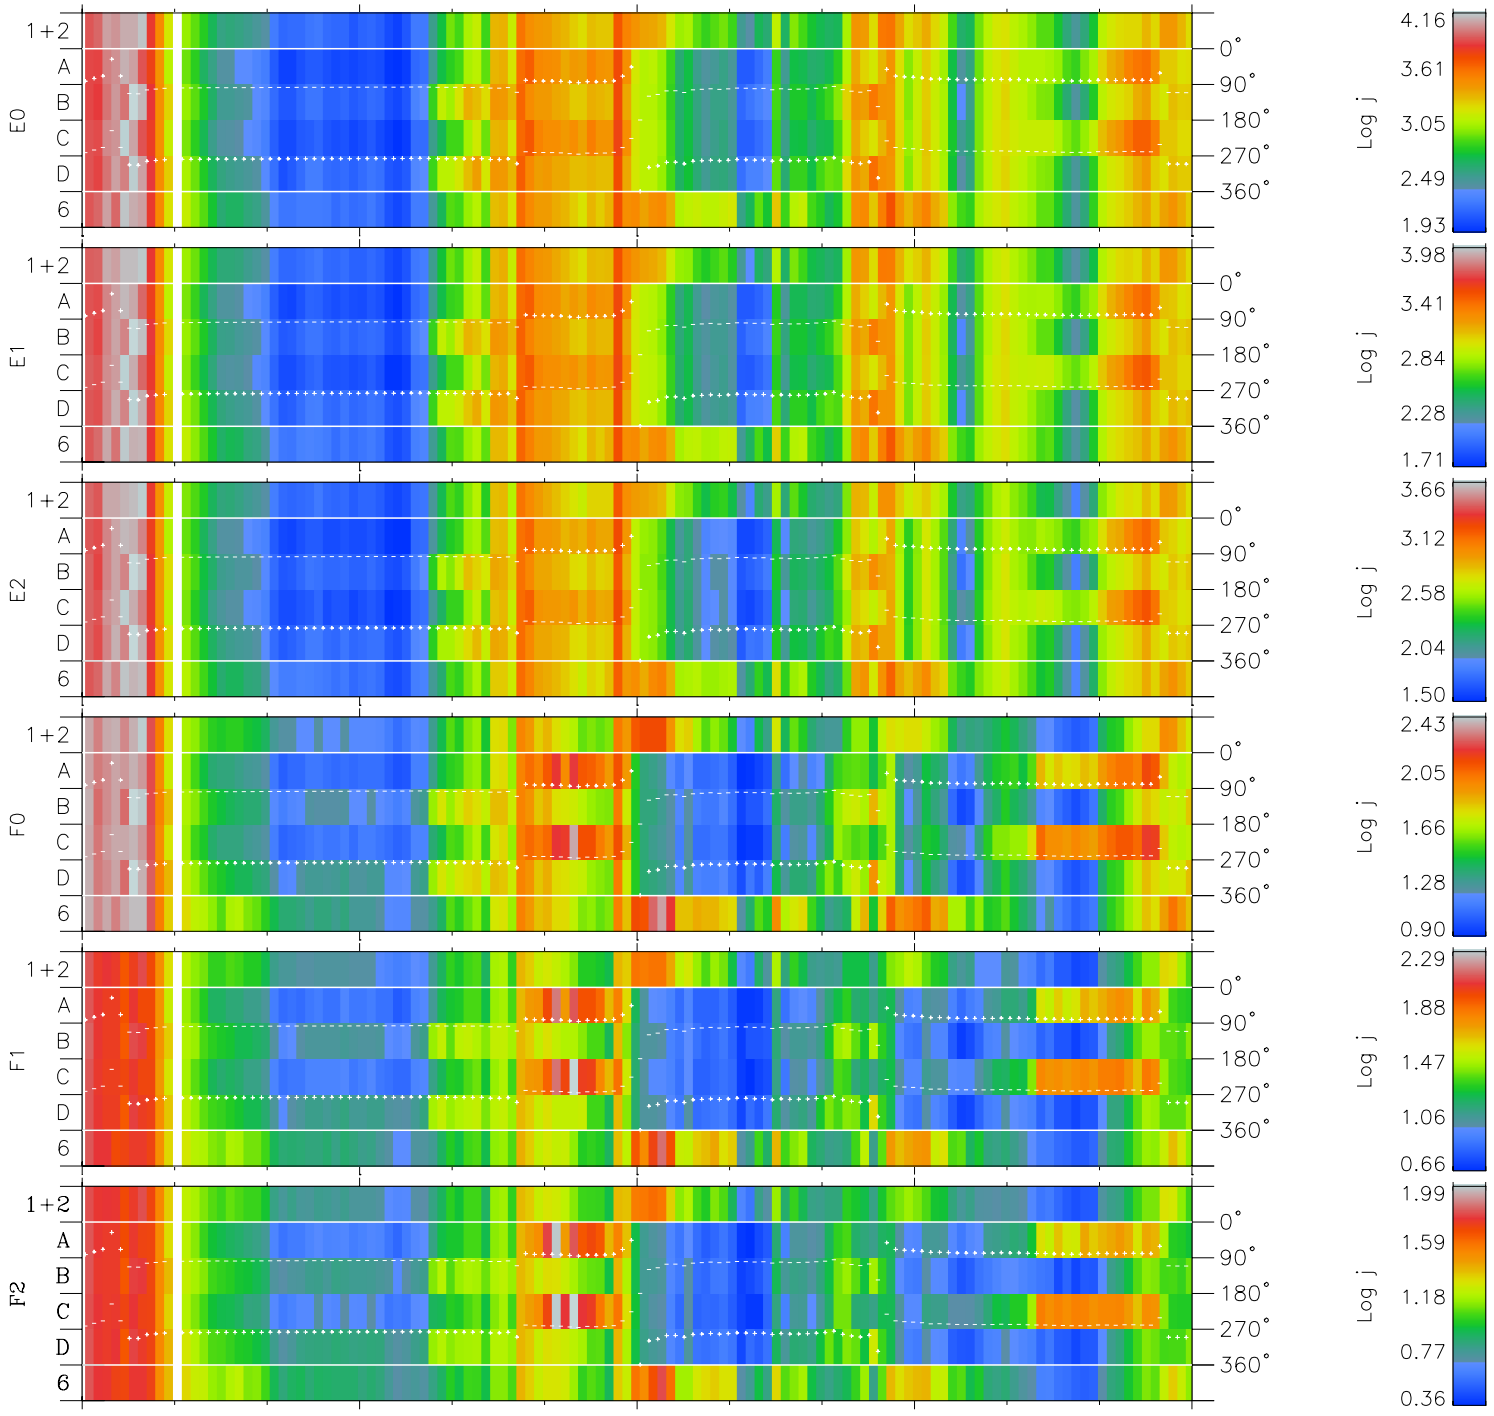 E0
1+2
A
B
C
D
6
0°
90°
180°
270°
360°
Log j
4.16
3.61
3.05
2.49
1.93
E1
1+2
A
B
C
D
6
0°
90°
180°
270°
360°
Log j
3.98
3.41
2.84
2.28
1.71
E2
1+2
A
B
C
D
6
0°
90°
180°
270°
360°
Log j
3.66
3.12
2.58
2.04
1.50
F0
1+2
A
B
C
D
6
0°
90°
180°
270°
360°
Log j
2.43
2.05
1.66
1.28
0.90
F1
1+2
A
B
C
D
6
0°
90°
180°
270°
360°
Log j
2.29
1.88
1.47
1.06
0.66
F2
1+2
A
B
C
D
6
0°
90°
180°
270°
360°
Log j
1.99
1.59
1.18
0.77
0.36